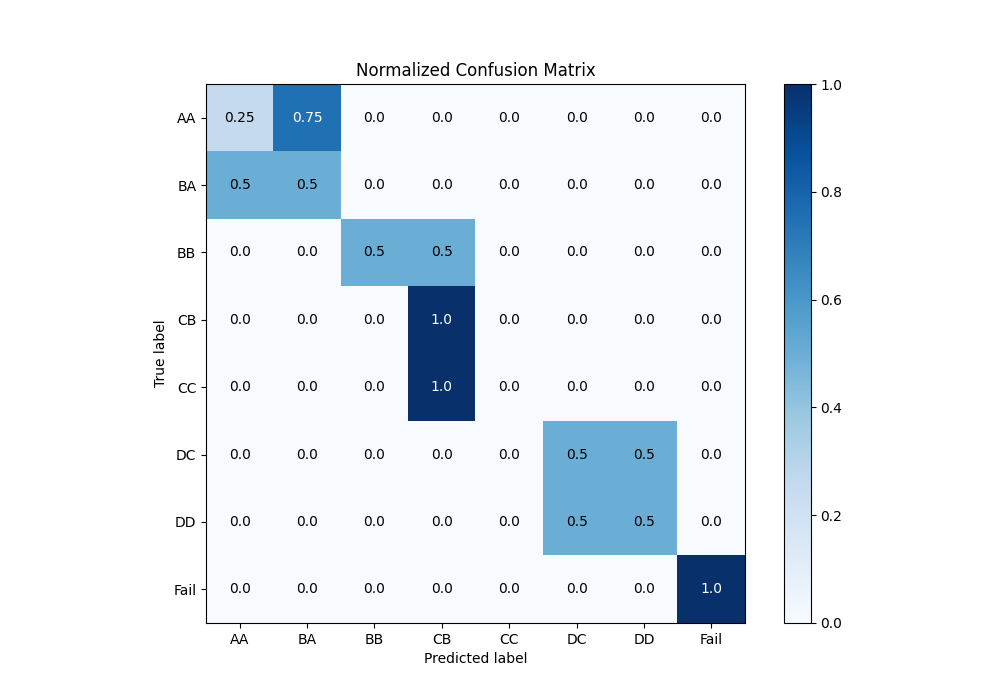 Normalized Confusion Matrix
True label
AA 0.25 0.75 0.0 0.0 0.0 0.0 0.0 0.0
BA 0.5 0.5 0.0 0.0 0.0 0.0 0.0 0.0
BB 0.0 0.0 0.5 0.5 0.0 0.0 0.0 0.0
CB 0.0 0.0 0.0 1.0 0.0 0.0 0.0 0.0
CC 0.0 0.0 0.0 1.0 0.0 0.0 0.0 0.0
DC 0.0 0.0 0.0 0.0 0.0 0.5 0.5 0.0
DD 0.0 0.0 0.0 0.0 0.0 0.5 0.5 0.0
Fail 0.0 0.0 0.0 0.0 0.0 0.0 0.0 1.0
AA BA BB CB CC DC DD Fail
Predicted label
1.0
0.8
0.6
0.4
0.2
0.0